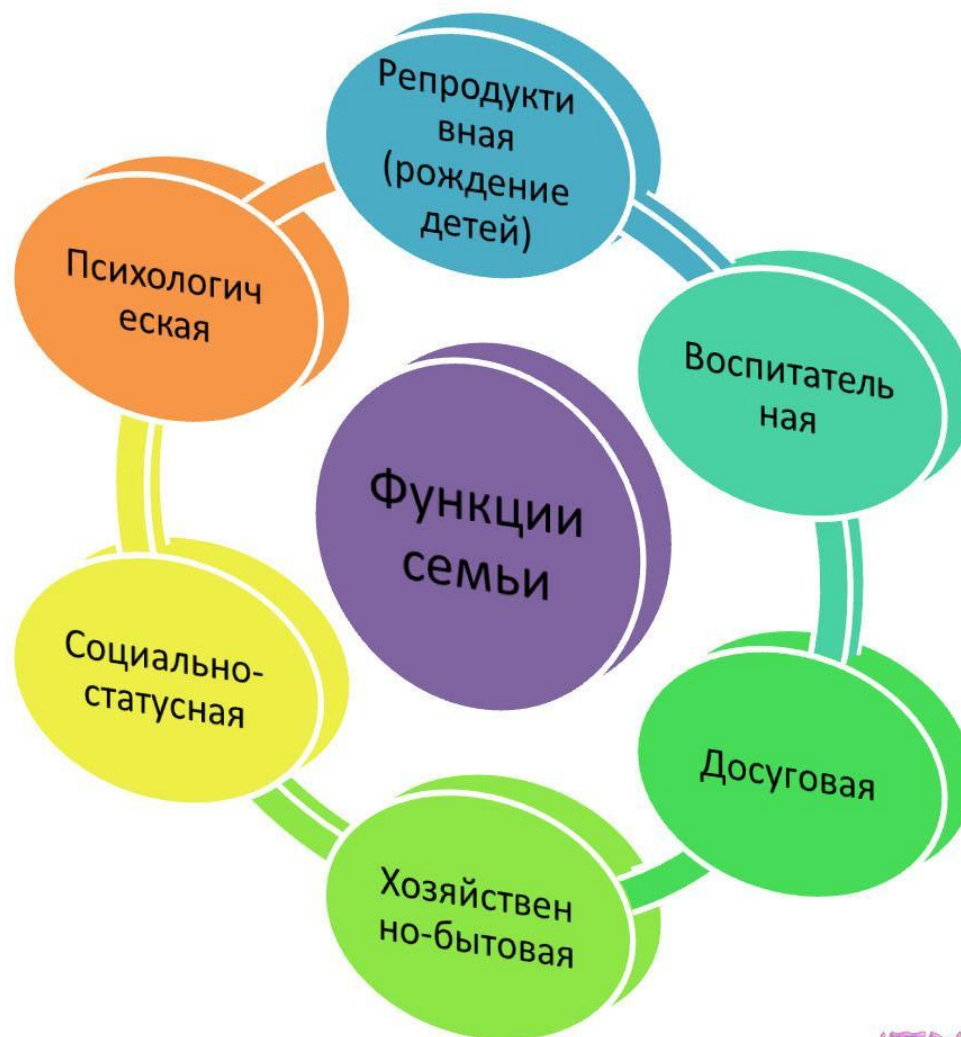 Репродукти
вная
(рождение
детей)
Воспитатель
ная
Досуговая
Хозяйствен
но-бытовая
Социально-
статусная
Психологич
еская
Функции
семьи